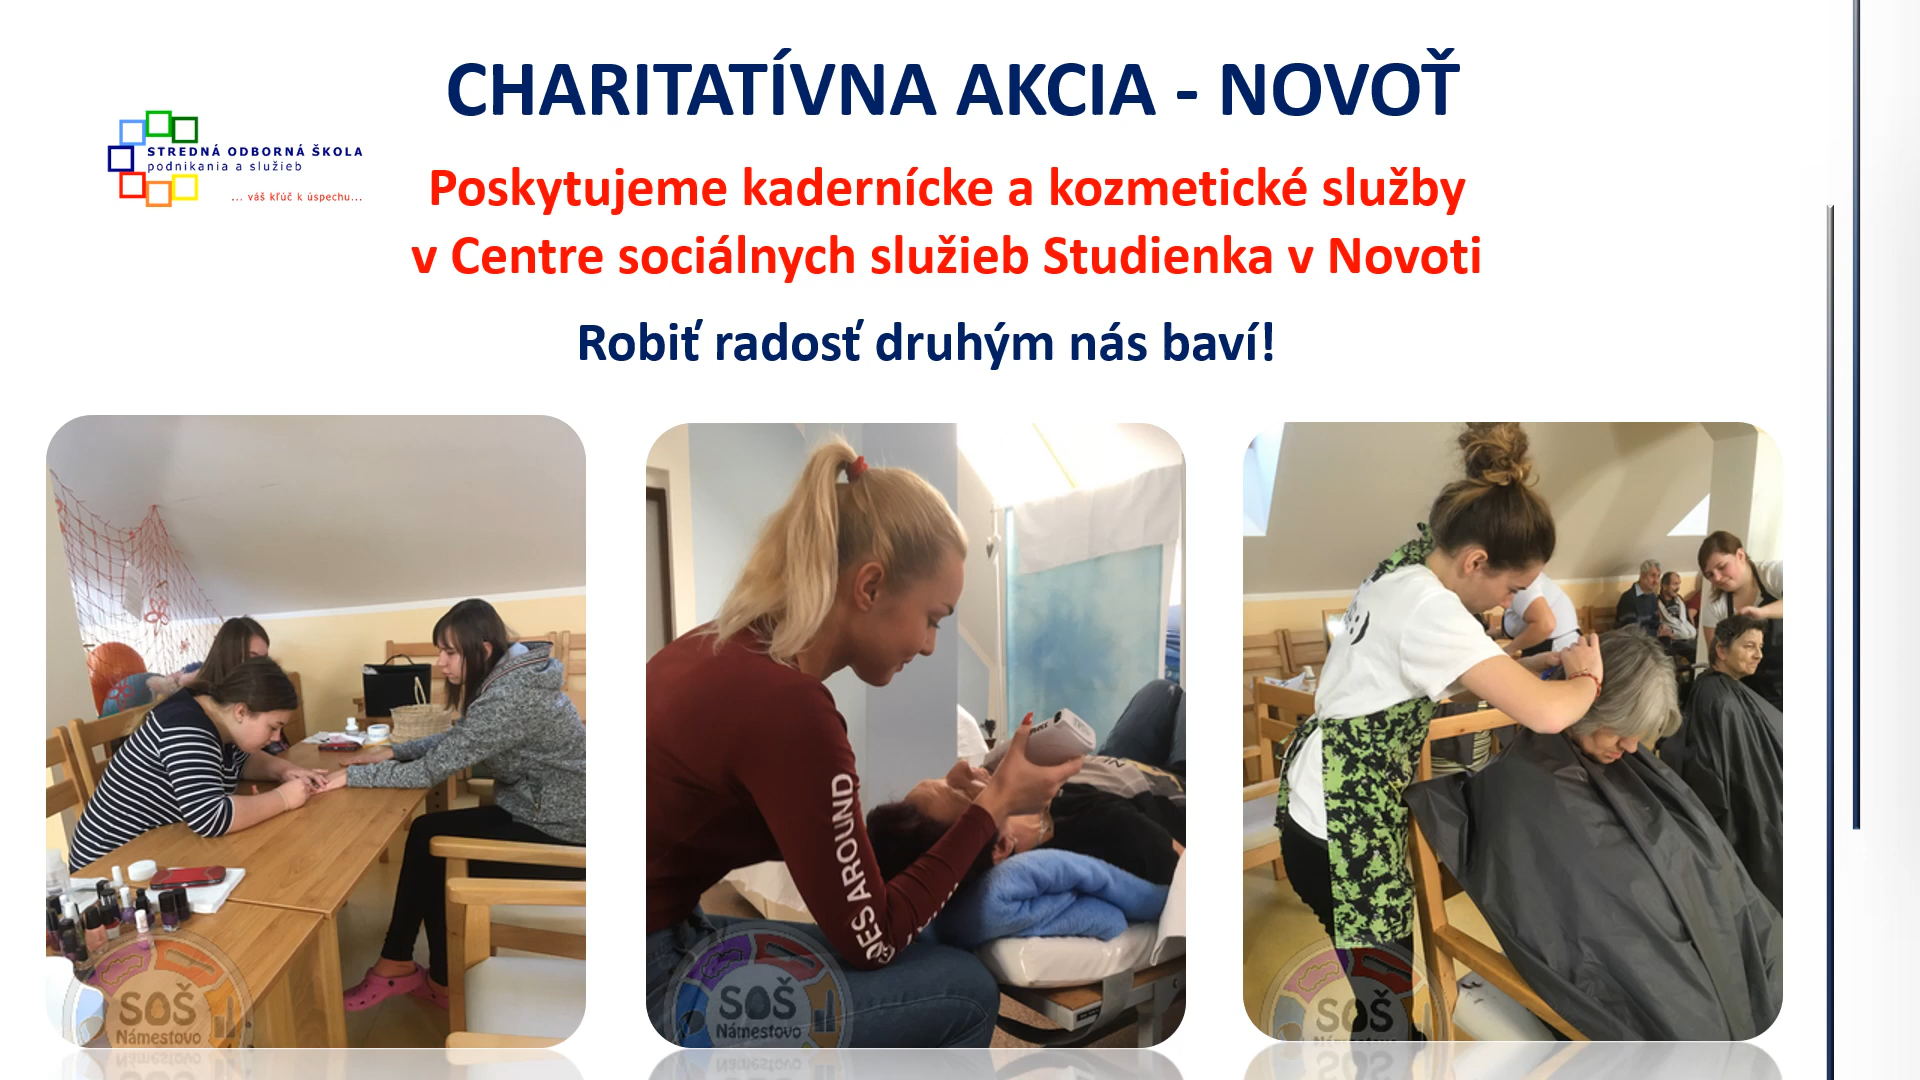 CHARITATÍVNA AKCIA - NOVOŤ
STREDNÁ ODBORNÁ ŠKOLA
podnikania a služieb
... váš kľúč k úspechu...
Poskytujeme kadernícke a kozmetické služby
v Centre sociálnych služieb Studienka v Novoti
Robiť radosť druhým nás baví!
AROUND
SOŠ
Námestovo
SOŠ
Námestovo
SOŠ